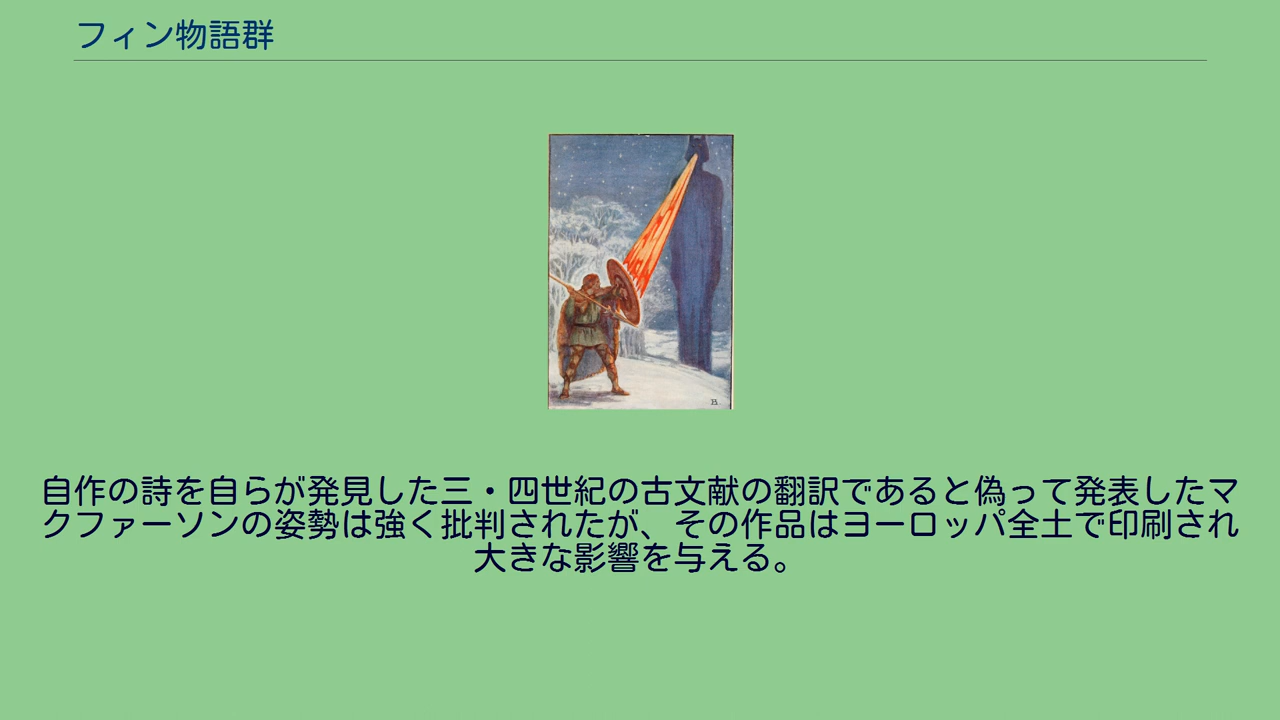 フィン物語群
自作の詩を自らが発見した三・四世紀の古文献の翻訳であると偽って発表したマ
クファーソンの姿勢は強く批判されたが、その作品はヨーロッパ全土で印刷され
大きな影響を与える。